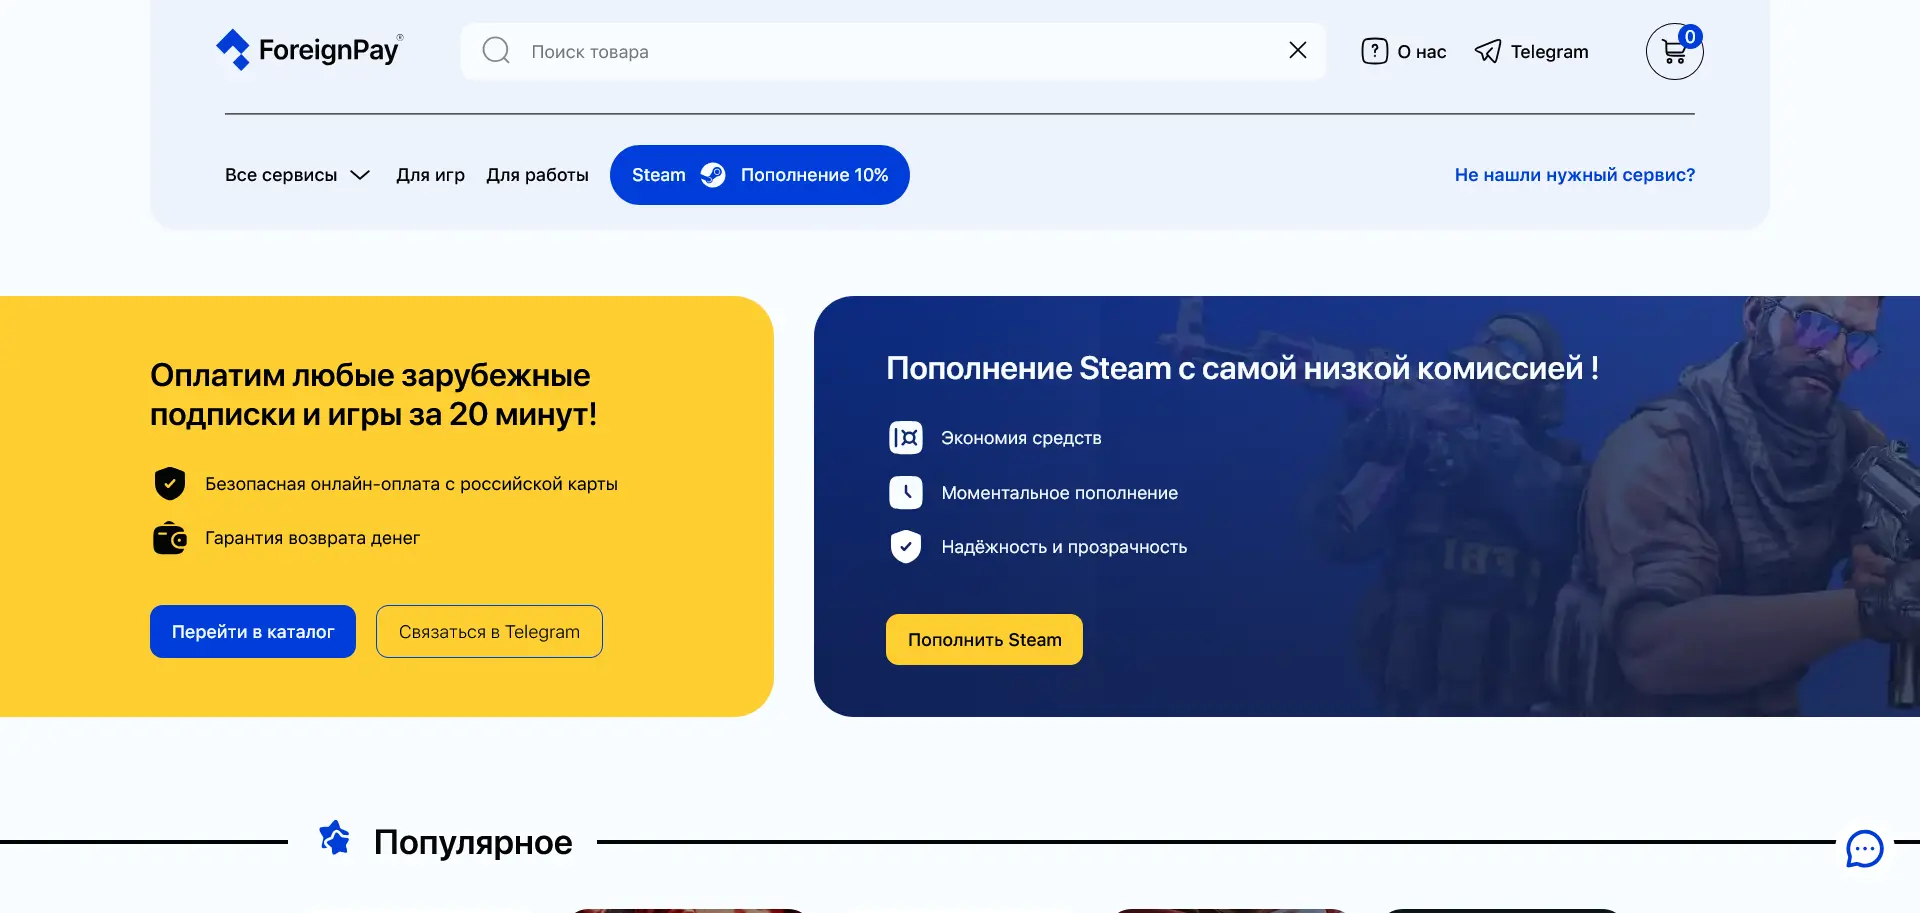 ForeignPay®
Поиск товара
О нас
Telegram
0
Все сервисы
Для игр
Для работы
Steam
Пополнение 10%
Не нашли нужный сервис?
Оплатим любые зарубежные
подписки и игры за 20 минут!
Безопасная онлайн-оплата с российской карты
Гарантия возврата денег
Перейти в каталог
Связаться в Telegram
Пополнение Steam с самой низкой комиссией !
Экономия средств
Моментальное пополнение
Надёжность и прозрачность
Пополнить Steam
Популярное